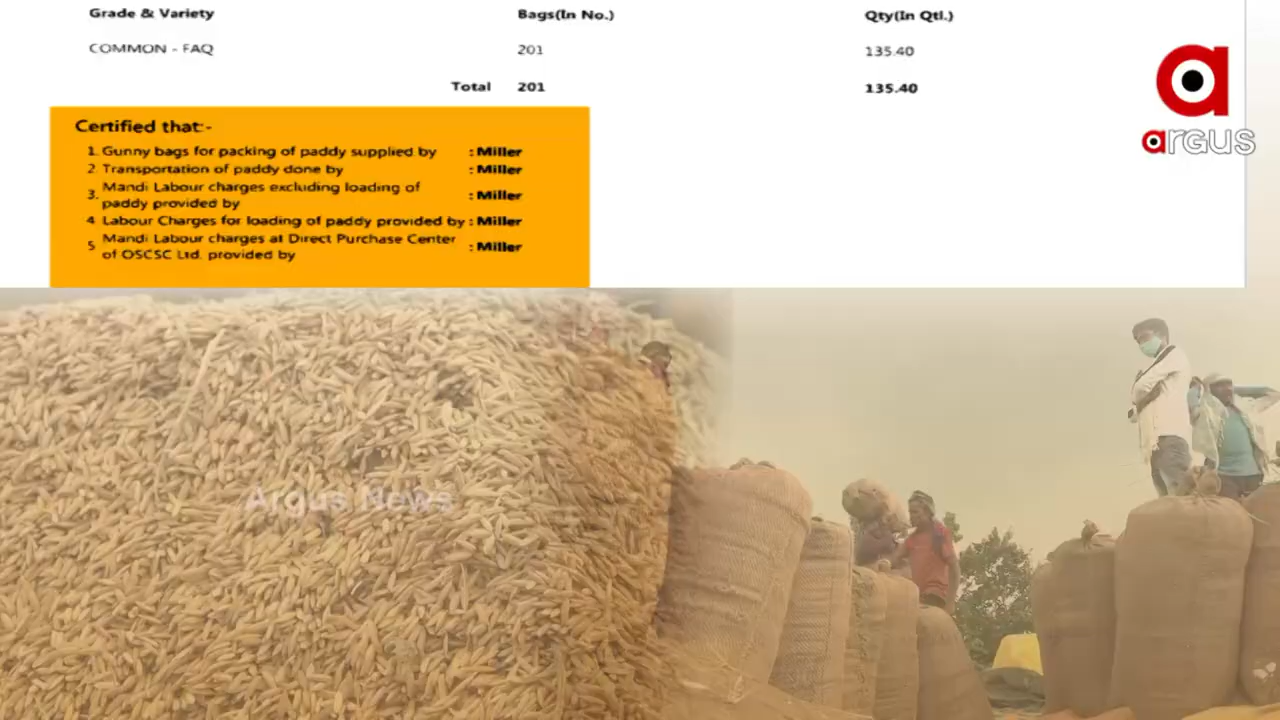 Grade & Variety Bags(In No.) Qty(In Qtl.)
COMMON - FAQ 201 135.40
Total 201 135.40
Certified that:-
1. Gunny bags for packing of paddy supplied by : Miller
2. Transportation of paddy done by : Miller
3. Mandi Labour charges excluding loading of
paddy provided by : Miller
4 Labour Charges for loading of paddy provided by : Miller
5 Mandi Labour charges at Direct Purchase Center
of OSCSC Ltd. provided by : Miller
a
argus
Argus News